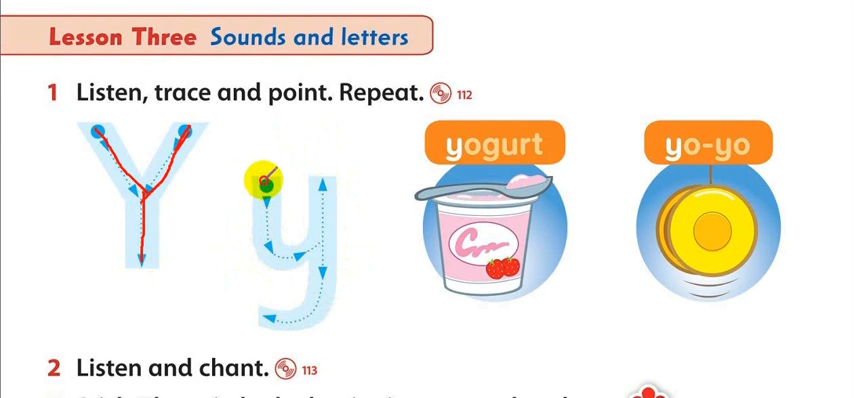 Lesson Three Sounds and letters
1 Listen, trace and point. Repeat. 112
Y y
yogurt
yo-yo
2 Listen and chant. 113